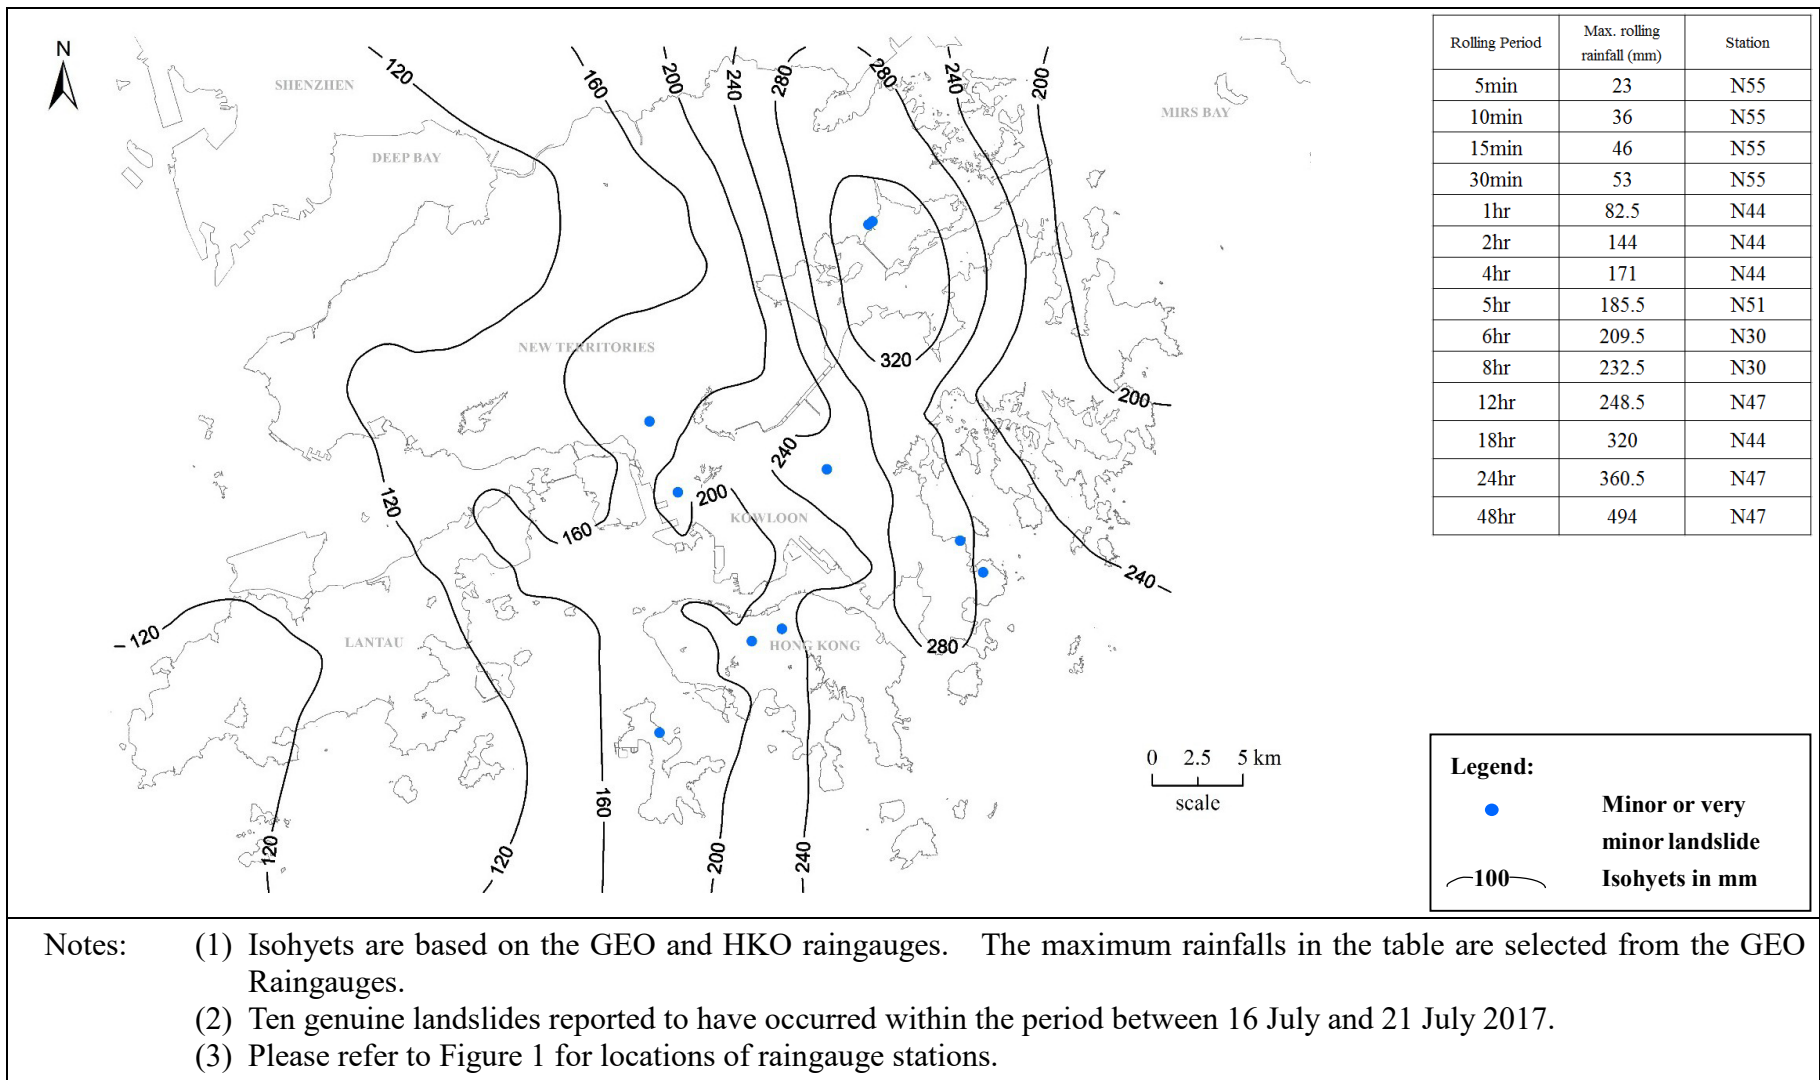 N
SHENZHEN
DEEP BAY
MIRS BAY
NEW TERRITORIES
KOWLOON
LANTAU
HONG KONG
120
160
200
240
280
280
240
200
320
200
240
120
200
160
240
120
280
120
120
160
200
240
0 2.5 5 km
scale
Rolling Period Max. rolling rainfall (mm) Station
5min 23 N55
10min 36 N55
15min 46 N55
30min 53 N55
1hr 82.5 N44
2hr 144 N44
4hr 171 N44
5hr 185.5 N51
6hr 209.5 N30
8hr 232.5 N30
12hr 248.5 N47
18hr 320 N44
24hr 360.5 N47
48hr 494 N47
Legend:
Minor or very
minor landslide
100 Isohyets in mm
Notes: (1) Isohyets are based on the GEO and HKO raingauges. The maximum rainfalls in the table are selected from the GEO
Raingauges.
(2) Ten genuine landslides reported to have occurred within the period between 16 July and 21 July 2017.
(3) Please refer to Figure 1 for locations of raingauge stations.